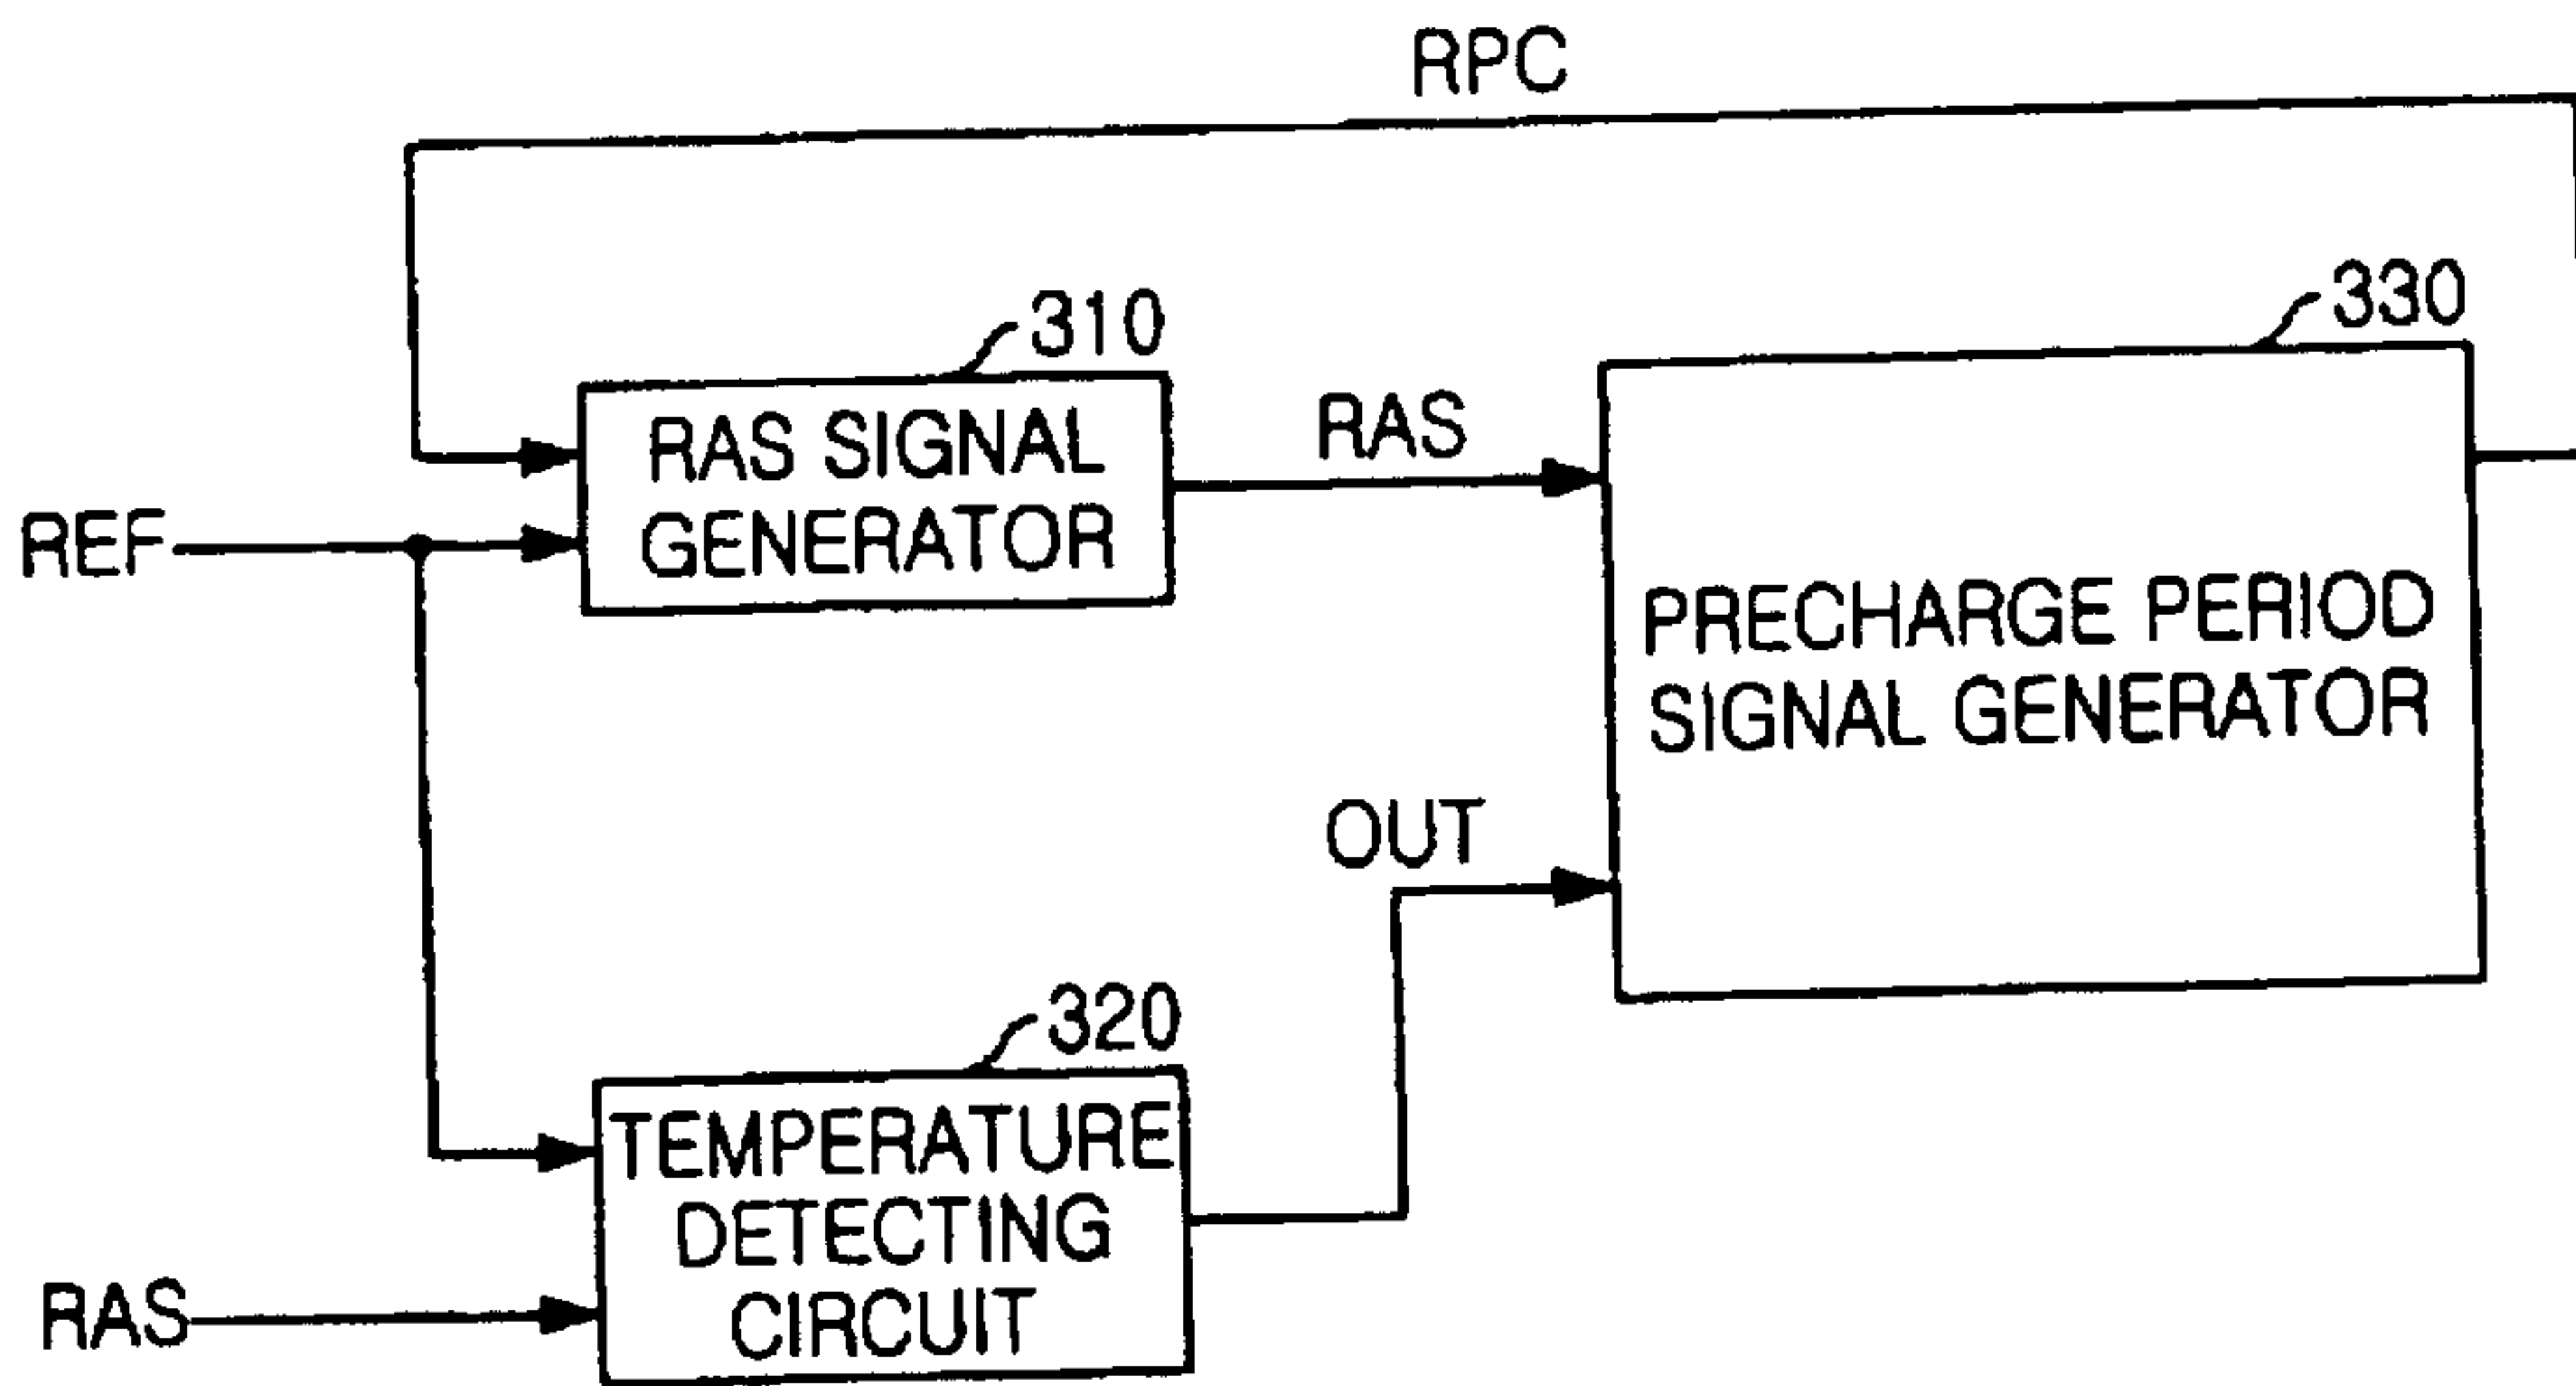 RPC
310
330
RAS SIGNAL
GENERATOR
RAS
REF
PRECHARGE PERIOD
SIGNAL GENERATOR
OUT
320
TEMPERATURE
DETECTING
CIRCUIT
RAS